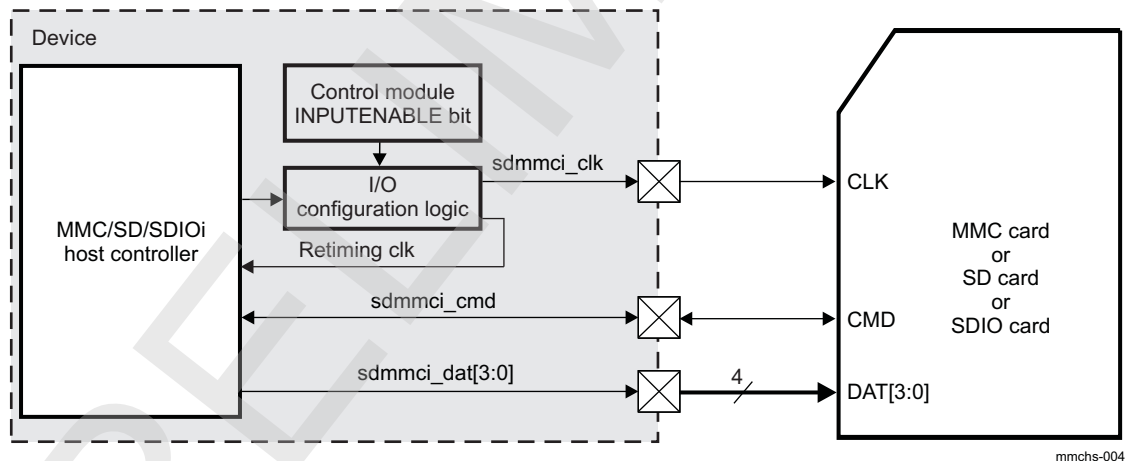 Device
Control module
INPUTENABLE bit
sdmmci_clk
I/O
configuration logic
CLK
MMC/SD/SDIOi
host controller
Retiming clk
MMC card
or
SD card
or
SDIO card
sdmmci_cmd
CMD
sdmmci_dat[3:0]
4
DAT[3:0]
mmchs-004